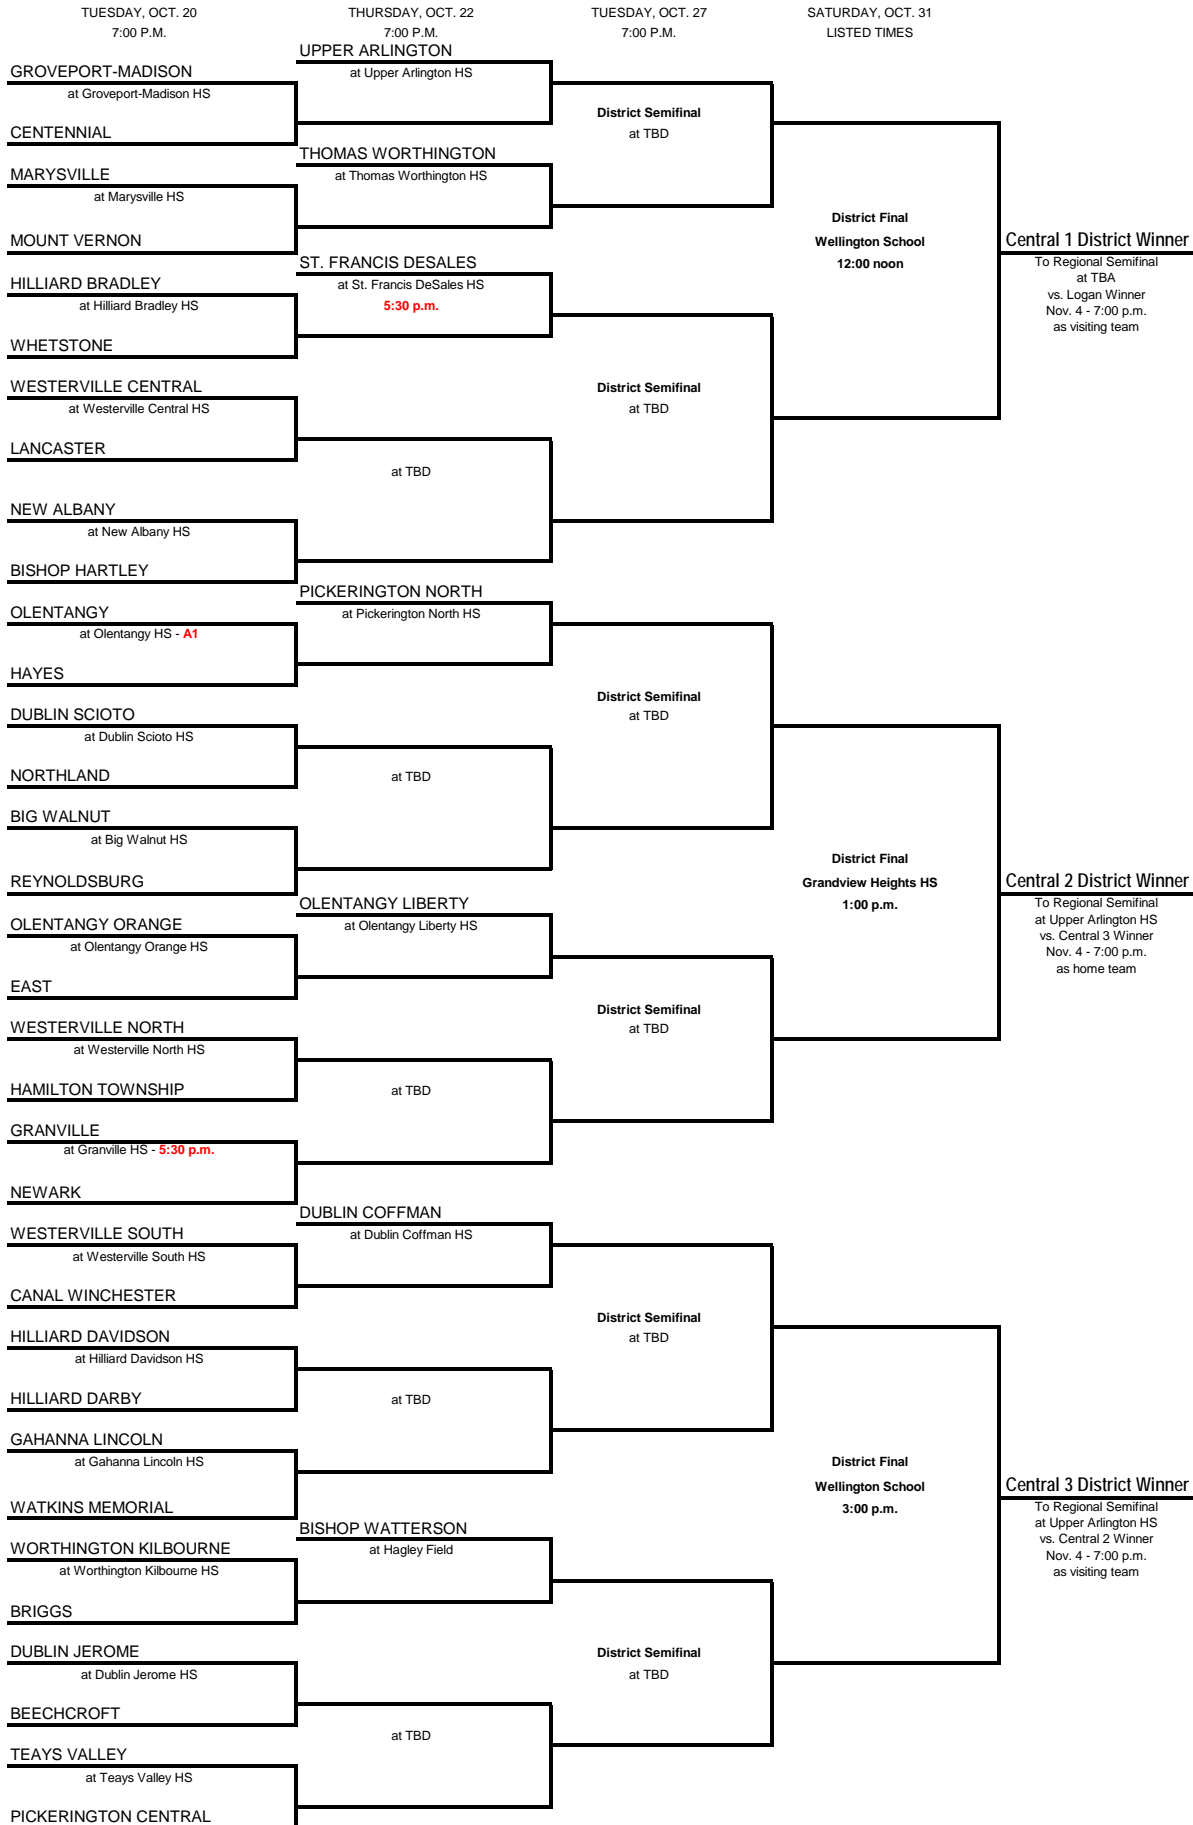 TUESDAY, OCT. 20
7:00 P.M.
THURSDAY, OCT. 22
7:00 P.M.
TUESDAY, OCT. 27
7:00 P.M.
SATURDAY, OCT. 31
LISTED TIMES
GROVEPORT-MADISON
at Groveport-Madison HS
CENTENNIAL
MARYSVILLE
at Marysville HS
MOUNT VERNON
HILLIARD BRADLEY
at Hilliard Bradley HS
WHETSTONE
WESTERVILLE CENTRAL
at Westerville Central HS
LANCASTER
NEW ALBANY
at New Albany HS
BISHOP HARTLEY
OLENTANGY
at Olentangy HS - A1
HAYES
DUBLIN SCIOTO
at Dublin Scioto HS
NORTHLAND
BIG WALNUT
at Big Walnut HS
REYNOLDSBURG
OLENTANGY ORANGE
at Olentangy Orange HS
EAST
WESTERVILLE NORTH
at Westerville North HS
HAMILTON TOWNSHIP
GRANVILLE
at Granville HS - 5:30 p.m.
NEWARK
WESTERVILLE SOUTH
at Westerville South HS
CANAL WINCHESTER
HILLIARD DAVIDSON
at Hilliard Davidson HS
HILLIARD DARBY
GAHANNA LINCOLN
at Gahanna Lincoln HS
WATKINS MEMORIAL
WORTHINGTON KILBOURNE
at Worthington Kilbourne HS
BRIGGS
DUBLIN JEROME
at Dublin Jerome HS
BEECHCROFT
TEAYS VALLEY
at Teays Valley HS
PICKERINGTON CENTRAL
UPPER ARLINGTON
at Upper Arlington HS
THOMAS WORTHINGTON
at Thomas Worthington HS
ST. FRANCIS DESALES
at St. Francis DeSales HS
5:30 p.m.
at TBD
PICKERINGTON NORTH
at Pickerington North HS
at TBD
OLENTANGY LIBERTY
at Olentangy Liberty HS
at TBD
DUBLIN COFFMAN
at Dublin Coffman HS
at TBD
BISHOP WATTERSON
at Hagley Field
at TBD
District Semifinal
at TBD
District Semifinal
at TBD
District Semifinal
at TBD
District Semifinal
at TBD
District Semifinal
at TBD
District Semifinal
at TBD
District Final
Wellington School
12:00 noon
District Final
Grandview Heights HS
1:00 p.m.
District Final
Wellington School
3:00 p.m.
Central 1 District Winner
To Regional Semifinal
at TBA
vs. Logan Winner
Nov. 4 - 7:00 p.m.
as visiting team
Central 2 District Winner
To Regional Semifinal
at Upper Arlington HS
vs. Central 3 Winner
Nov. 4 - 7:00 p.m.
as home team
Central 3 District Winner
To Regional Semifinal
at Upper Arlington HS
vs. Central 2 Winner
Nov. 4 - 7:00 p.m.
as visiting team